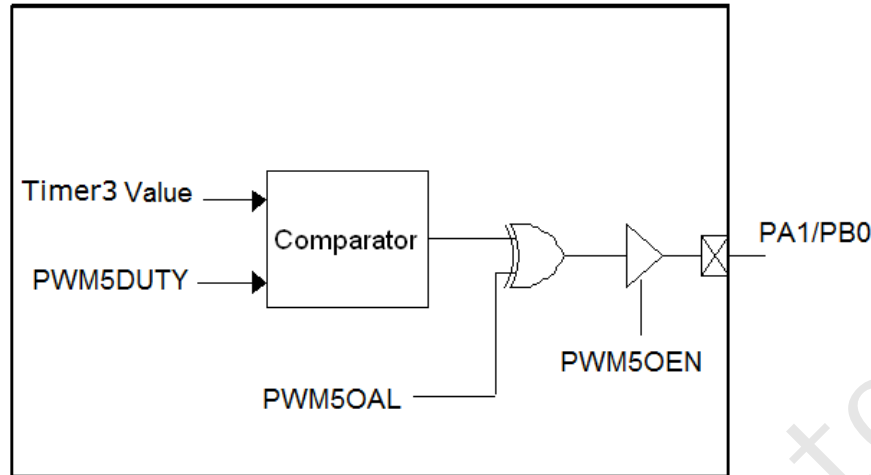 Timer3 Value
Comparator
PA1/PB0
PWM5DUTY
PWM5OEN
PWM5OAL